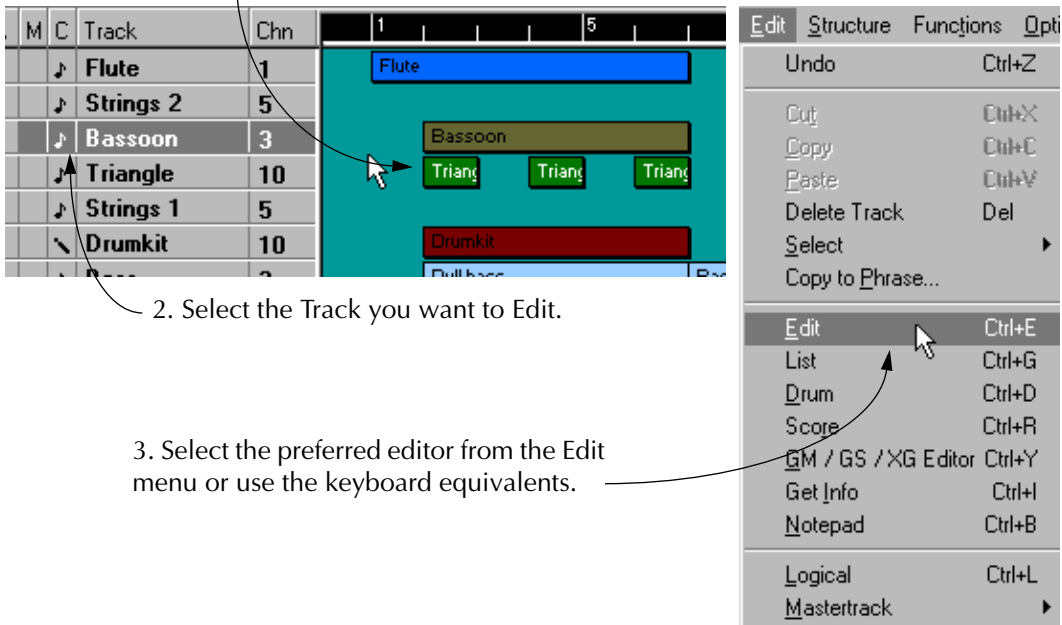 M C Track Chn
1 5
Flute 1
Flute
Strings 2 5
Bassoon 3
Bassoon
Triangle 10
Triang Triang Triang
Strings 1 5
Drumkit 10
Drumkit
2. Select the Track you want to Edit.
3. Select the preferred editor from the Edit
menu or use the keyboard equivalents.
Edit Structure Functions Opti
Undo Ctrl+Z
Cut Ctrl+X
Copy Ctrl+C
Paste Ctrl+V
Delete Track Del
Select
Copy to Phrase...
Edit Ctrl+E
List Ctrl+G
Drum Ctrl+D
Score Ctrl+R
GM / GS / XG Editor Ctrl+Y
Get Info Ctrl+I
Notepad Ctrl+B
Logical Ctrl+L
Mastertrack